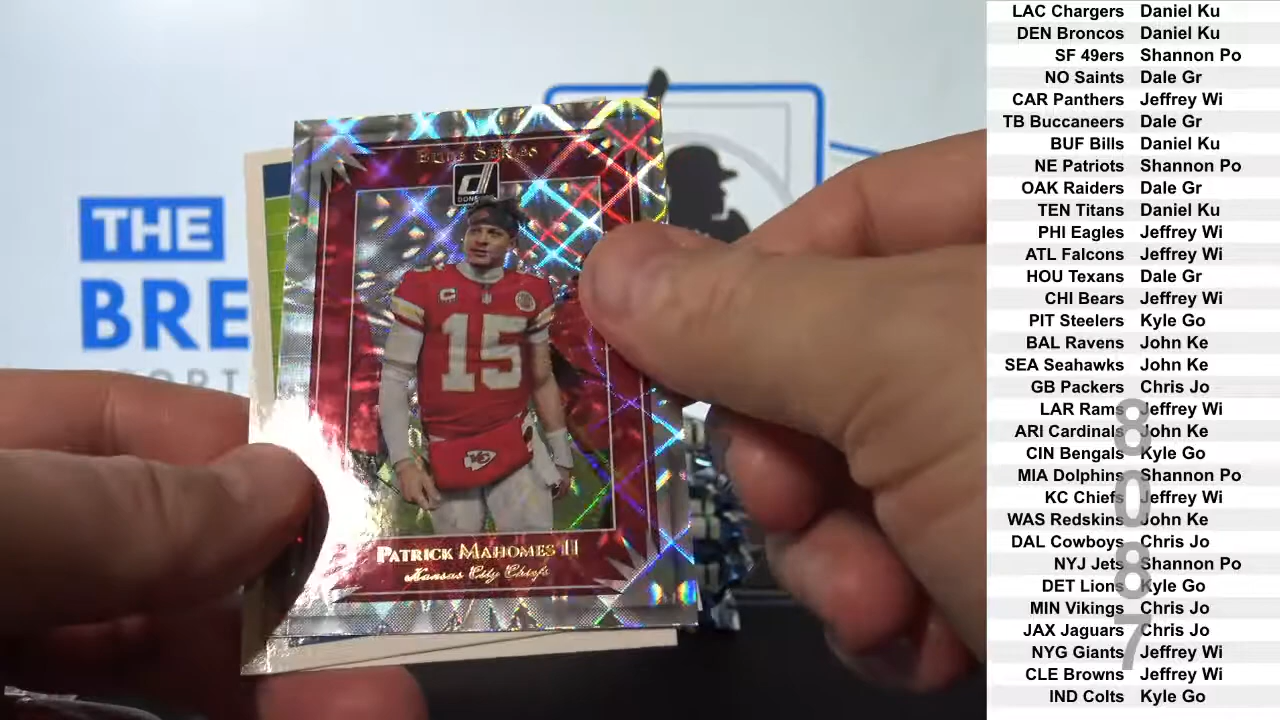 THE
BRE
ELITE SERIES
d
15
PATRICK MAHOMES II
Kansas City Chiefs
LAC Chargers Daniel Ku
DEN Broncos Daniel Ku
SF 49ers Shannon Po
NO Saints Dale Gr
CAR Panthers Jeffrey Wi
TB Buccaneers Dale Gr
BUF Bills Daniel Ku
NE Patriots Shannon Po
OAK Raiders Dale Gr
TEN Titans Daniel Ku
PHI Eagles Jeffrey Wi
ATL Falcons Jeffrey Wi
HOU Texans Dale Gr
CHI Bears Jeffrey Wi
PIT Steelers Kyle Go
BAL Ravens John Ke
SEA Seahawks John Ke
GB Packers Chris Jo
LAR Rams Jeffrey Wi
ARI Cardinals John Ke
CIN Bengals Kyle Go
MIA Dolphins Shannon Po
KC Chiefs Jeffrey Wi
WAS Redskins John Ke
DAL Cowboys Chris Jo
NYJ Jets Shannon Po
DET Lions Kyle Go
MIN Vikings Chris Jo
JAX Jaguars Chris Jo
NYG Giants Jeffrey Wi
CLE Browns Jeffrey Wi
IND Colts Kyle Go
8087